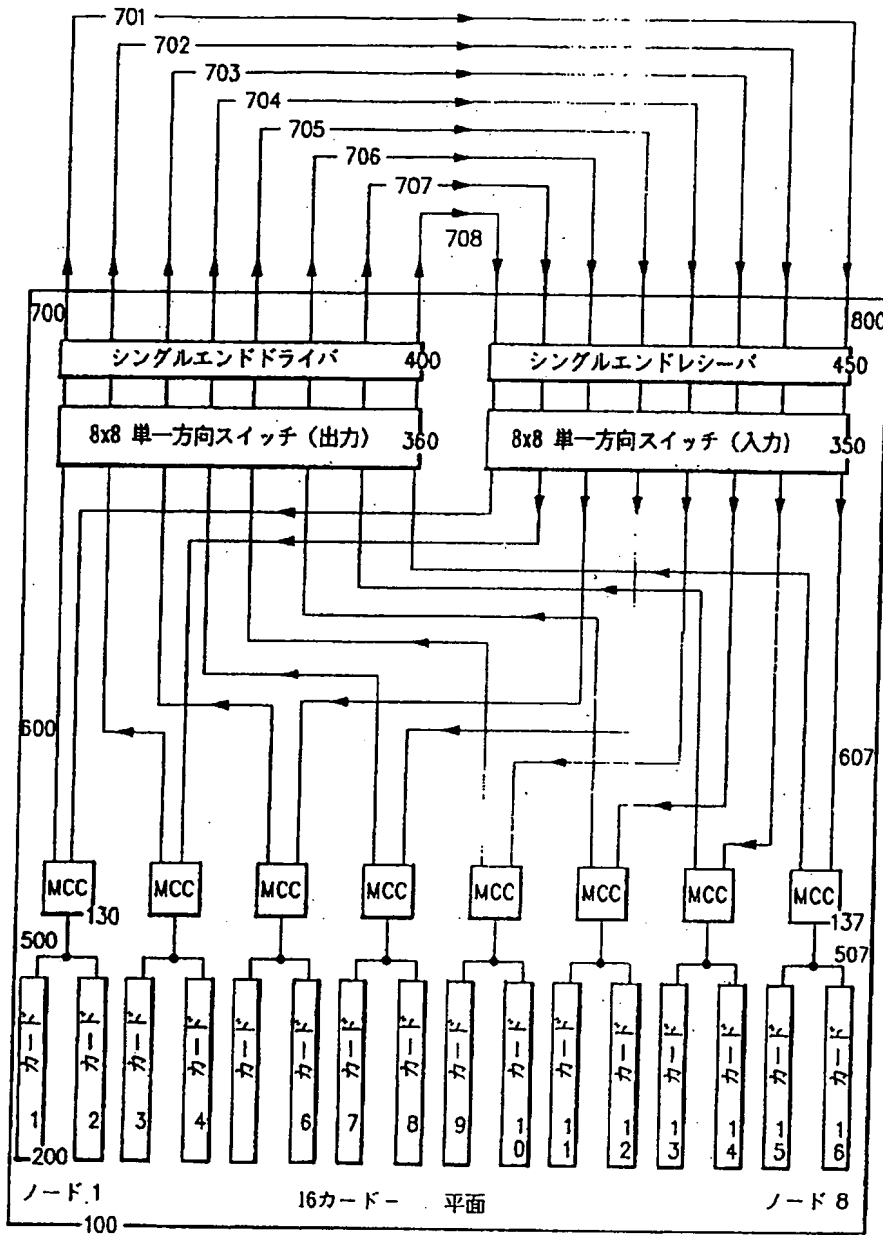 701
702
703
704
705
706
707
708
700
800
シングルエンドドライバ 400
シングルエンドレシーバ 450
8x8 単一方向スイッチ (出力) 360
8x8 単一方向スイッチ (入力) 350
600
607
MCC
MCC
MCC
MCC
MCC
MCC
MCC
MCC
130
137
500
507
カード 1
カード 2
カード 3
カード 4
カード
カード 6
カード 7
カード 8
カード 9
カード 10
カード 11
カード 12
カード 13
カード 14
カード 15
カード 16
200
ノード 1
16カード－ 平面
ノード 8
100